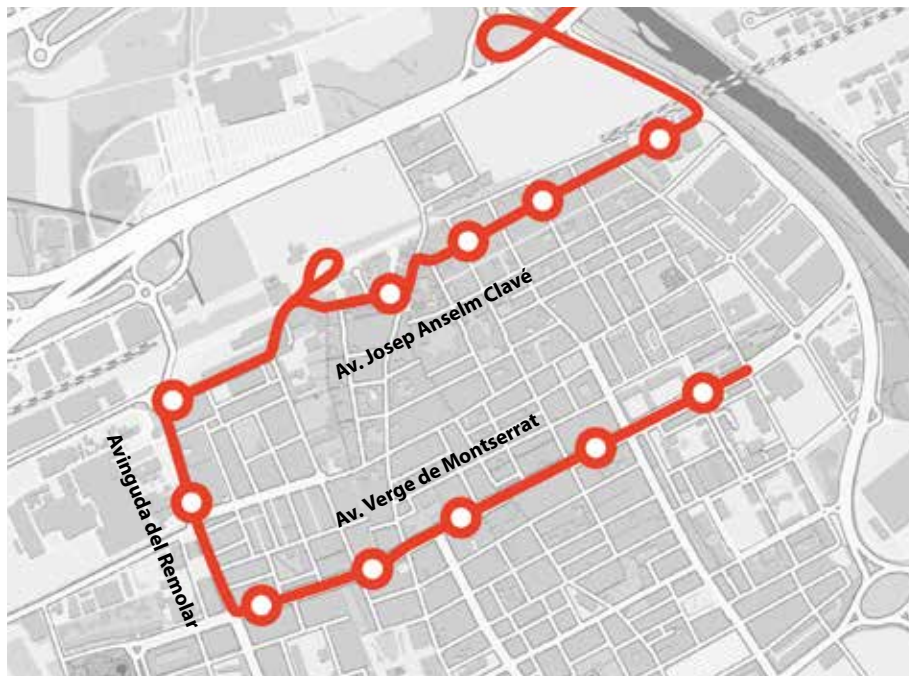 Av. Josep Anselm Clavé
Av. Verge de Montserrat
Avinguda del Remolar